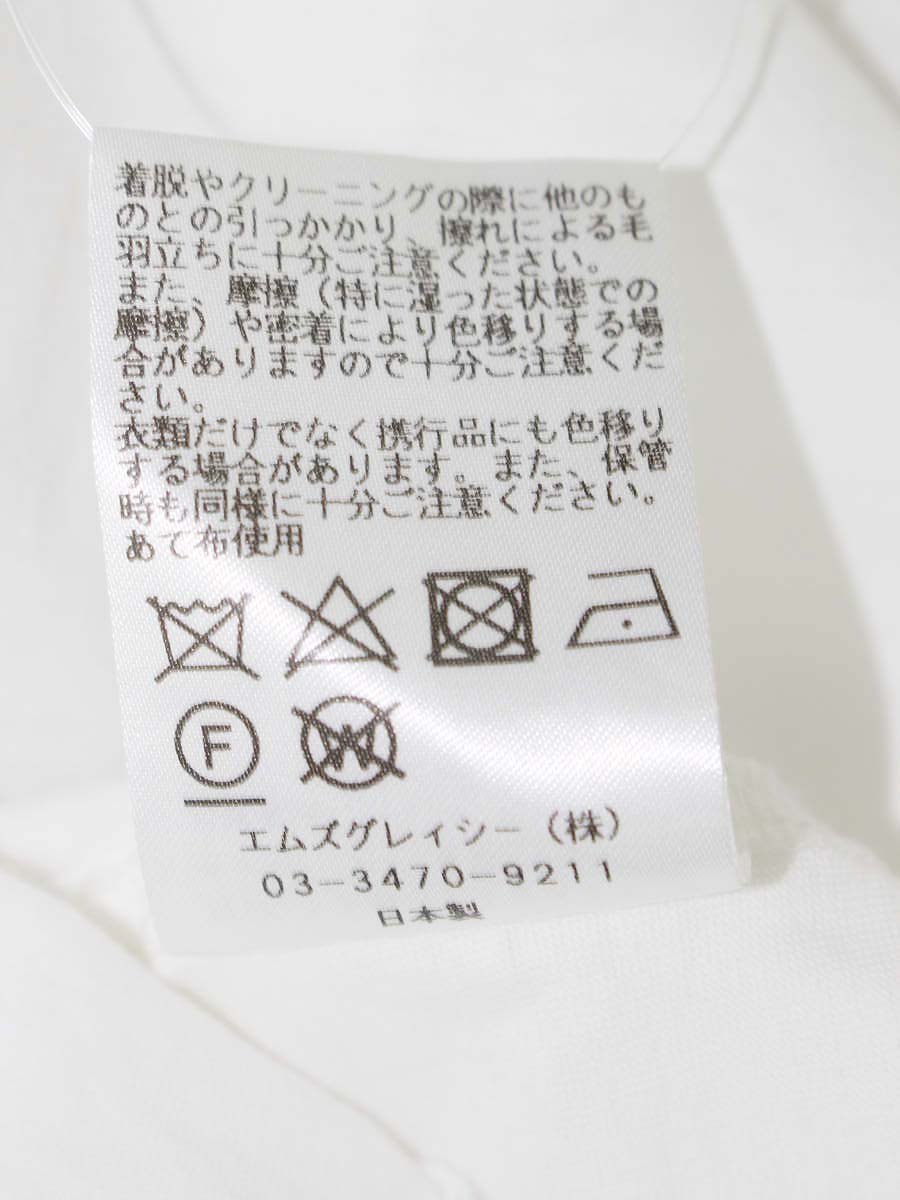 着脱やクリーニングの際に他のも
のとの引っかかり、擦れによる毛
羽立ちに十分ご注意ください。
また、摩擦（特に湿った状態での
摩擦）や密着により色移りする場
合がありますので十分ご注意くだ
さい。
衣類だけでなく携行品にも色移り
する場合があります。また、保管
時も同様に十分ご注意ください。
あて布使用
F W
エムズグレイシー（株）
03-3470-9211
日本製